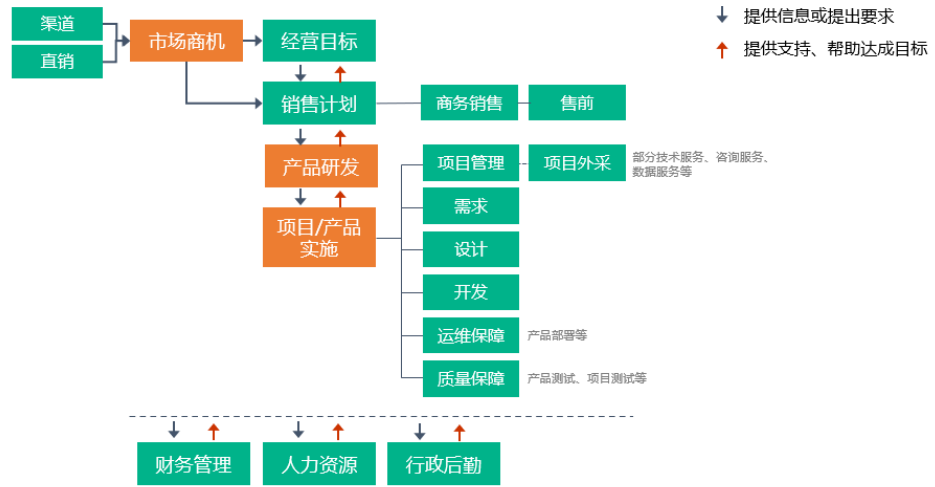 渠道
直销
市场商机
经营目标
提供信息或提出要求
提供支持、帮助达成目标
销售计划
商务销售
售前
产品研发
项目管理
项目外采
部分技术服务、咨询服务、
数据服务等
需求
项目/产品
实施
设计
开发
运维保障
产品部署等
质量保障
产品测试、项目测试等
财务管理
人力资源
行政后勤